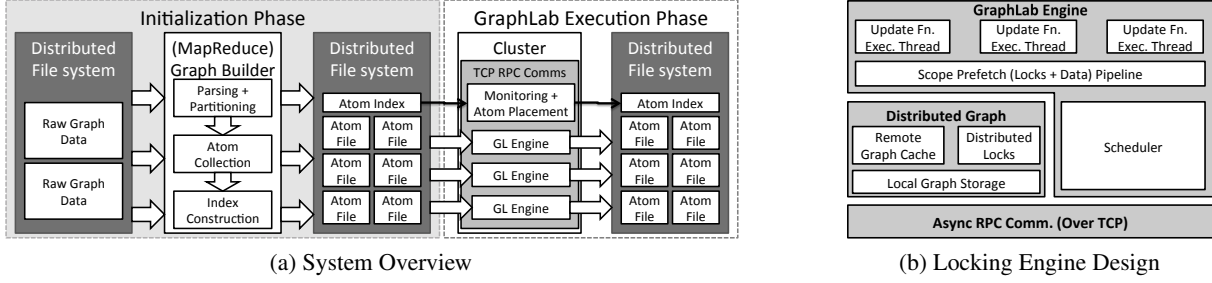 Initialization Phase
GraphLab Execution Phase
Distributed
File system
Raw Graph
Data
Raw Graph
Data
(MapReduce)
Graph Builder
Parsing +
Partitioning
Atom
Collection
Index
Construction
Distributed
File system
Atom Index
Atom
File
Atom
File
Atom
File
Atom
File
Atom
File
Atom
File
Cluster
TCP RPC Comms
Monitoring +
Atom Placement
GL Engine
GL Engine
GL Engine
Distributed
File system
Atom Index
Atom
File
Atom
File
Atom
File
Atom
File
Atom
File
Atom
File
(a) System Overview
GraphLab Engine
Update Fn.
Exec. Thread
Update Fn.
Exec. Thread
Update Fn.
Exec. Thread
Scope Prefetch (Locks + Data) Pipeline
Distributed Graph
Remote
Graph Cache
Distributed
Locks
Local Graph Storage
Scheduler
Async RPC Comm. (Over TCP)
(b) Locking Engine Design